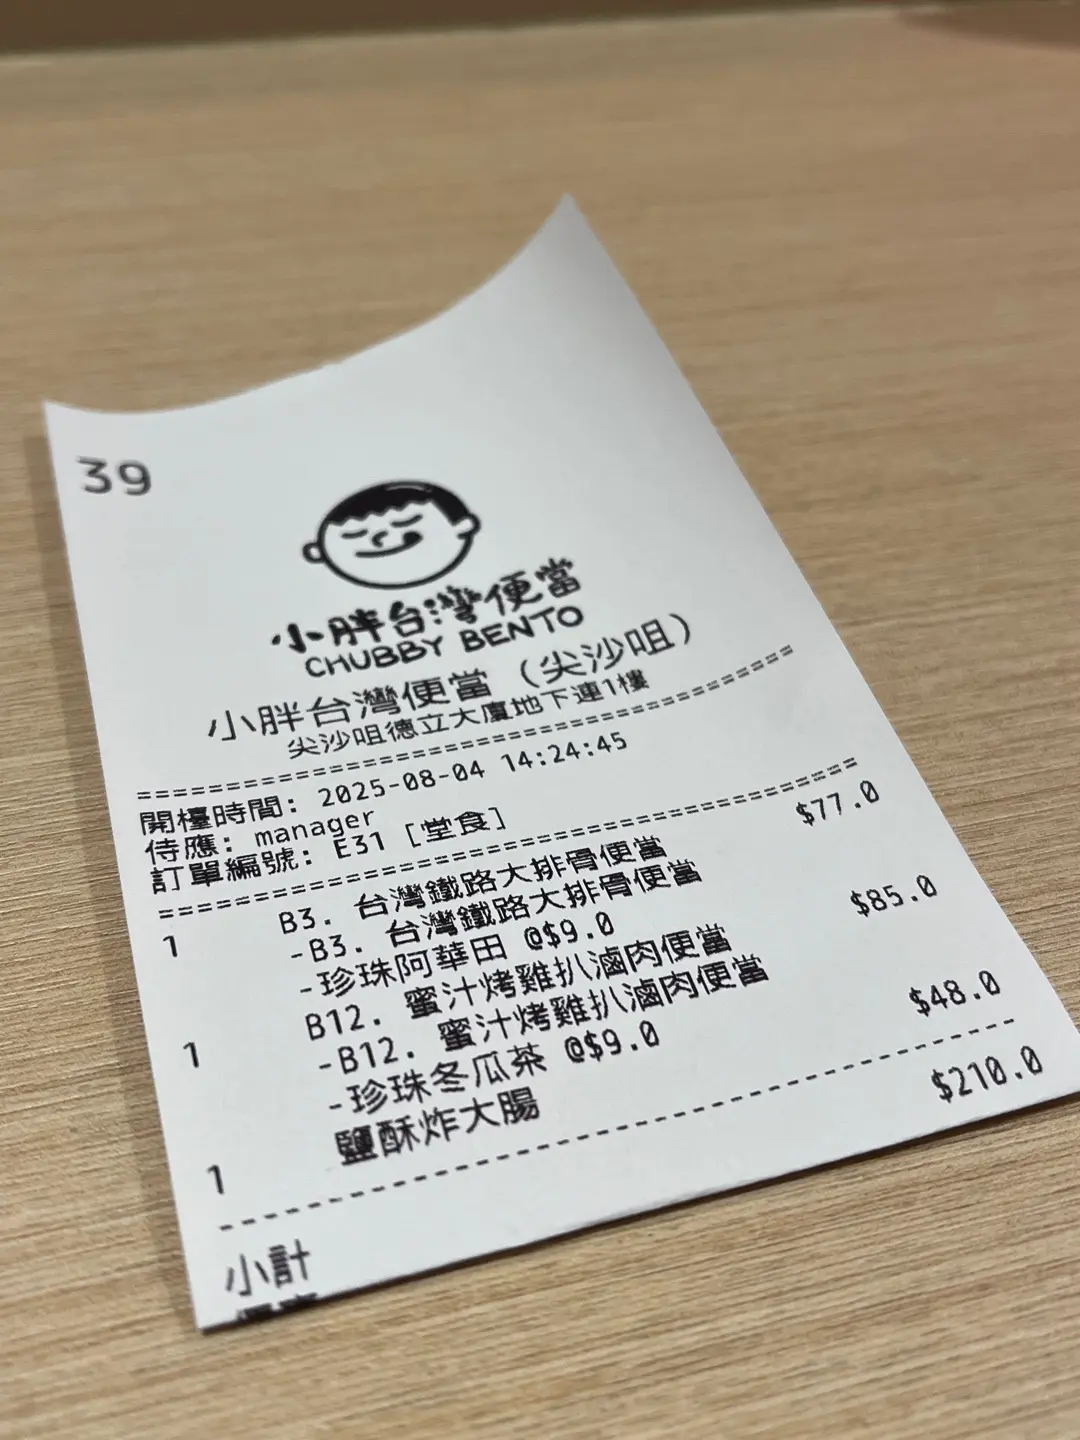 39
小胖台灣便當
CHUBBY BENTO
小胖台灣便當 (尖沙咀)
尖沙咀德立大廈地下連1樓
================================================
開檯時間: 2025-08-04 14:24:45
侍應: manager
訂單編號: E31 [堂食]
================================================
1 B3. 台灣鐵路大排骨便當 $77.0
-B3. 台灣鐵路大排骨便當
-珍珠阿華田 @$9.0
1 B12. 蜜汁烤雞扒滷肉便當 $85.0
-B12. 蜜汁烤雞扒滷肉便當
-珍珠冬瓜茶 @$9.0
1 鹽酥炸大腸 $48.0
------------------------------------------------
小計 $210.0